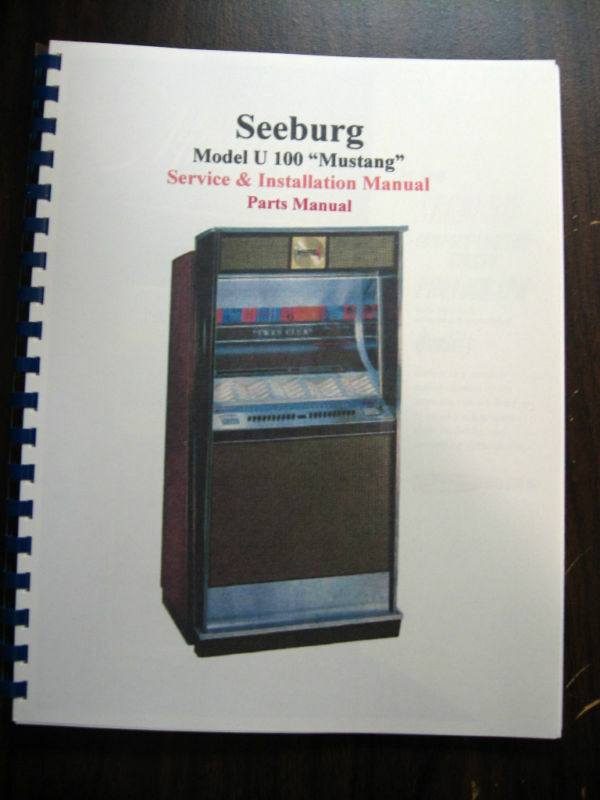 Seeburg
Model U 100 “Mustang”
Service & Installation Manual
Parts Manual